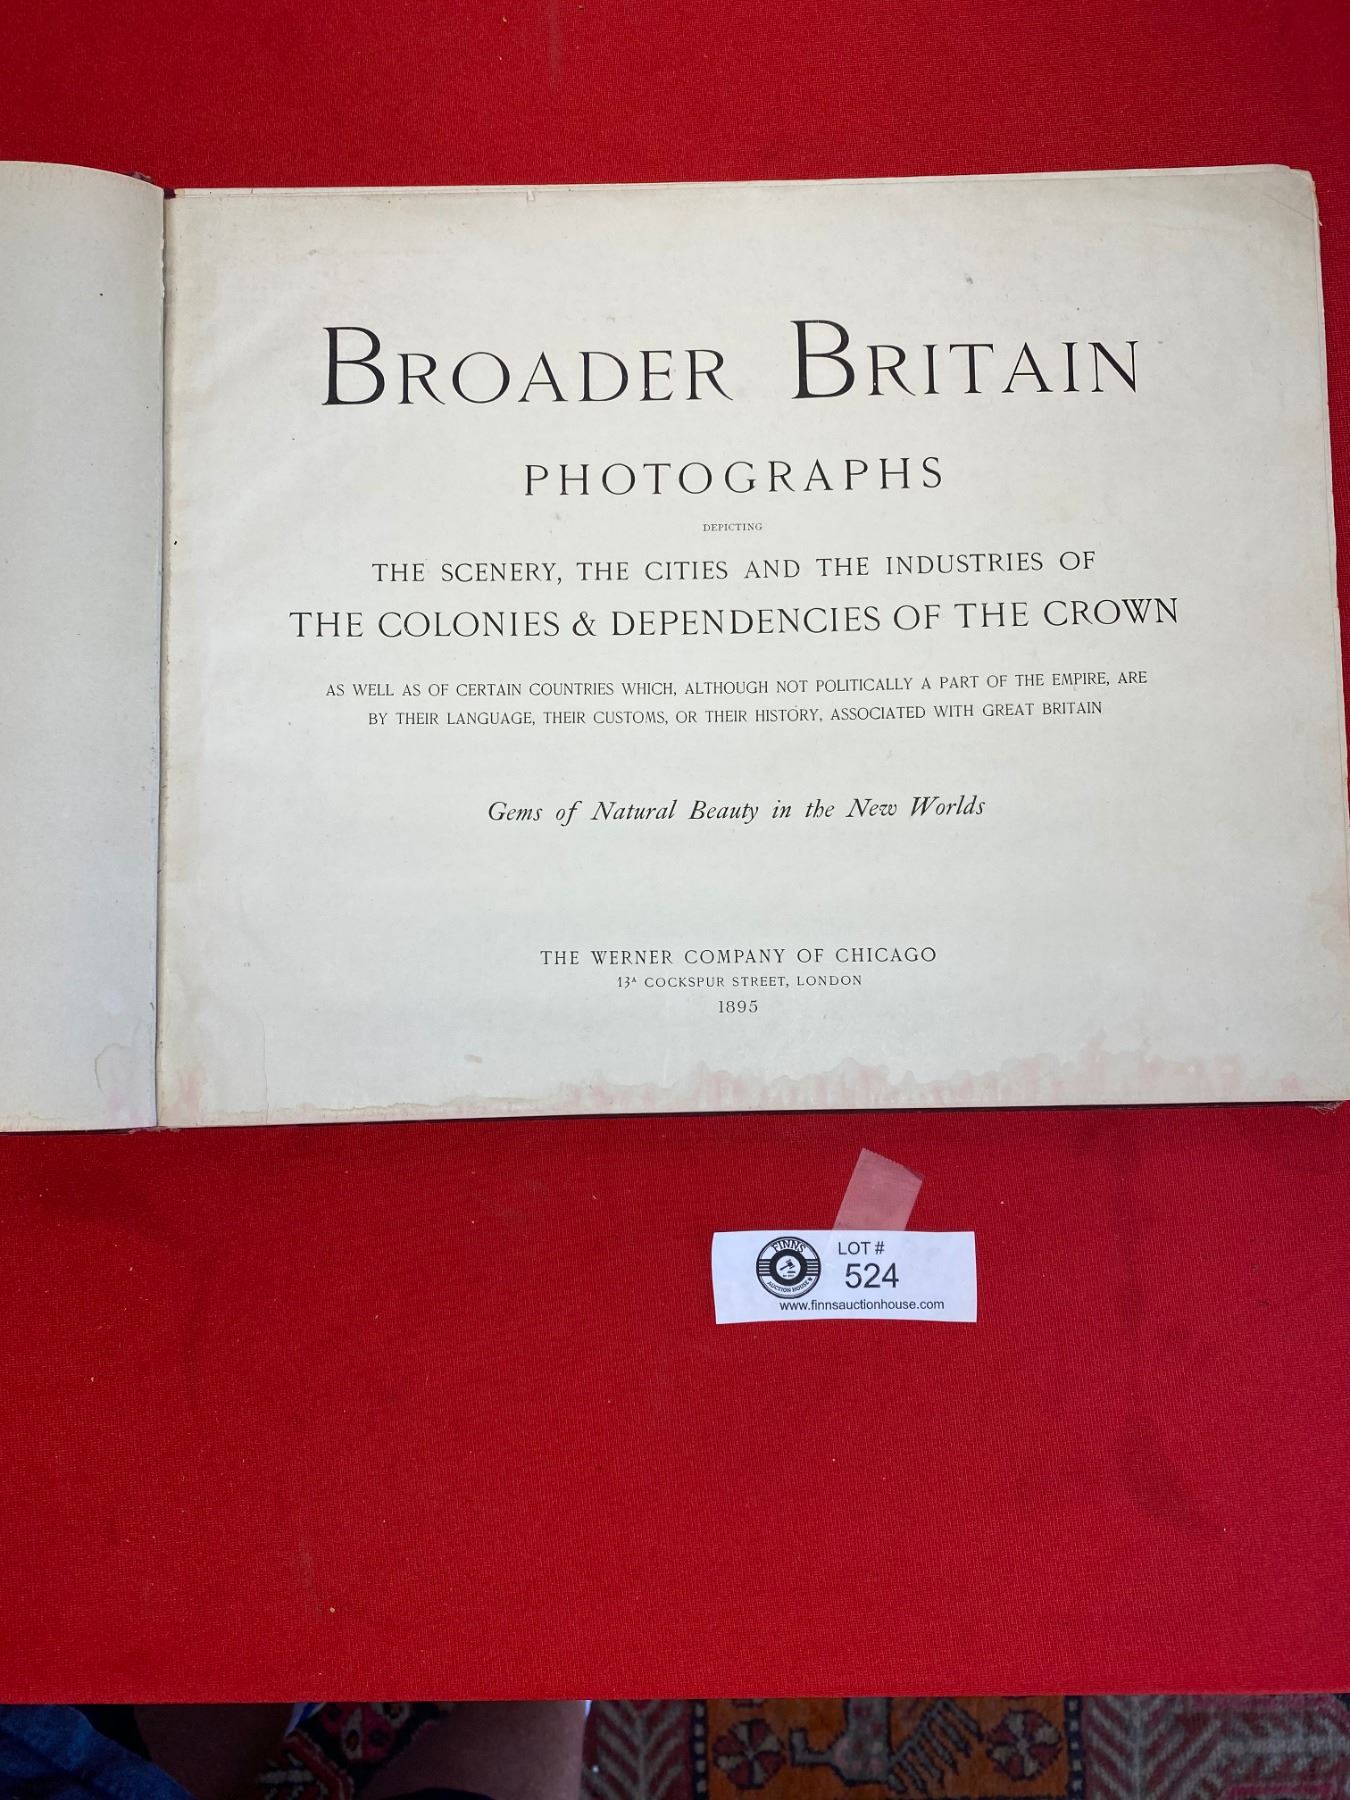 BROADER BRITAIN
PHOTOGRAPHS
DEPICTING
THE SCENERY, THE CITIES AND THE INDUSTRIES OF
THE COLONIES & DEPENDENCIES OF THE CROWN
AS WELL AS OF CERTAIN COUNTRIES WHICH, ALTHOUGH NOT POLITICALLY A PART OF THE EMPIRE, ARE
BY THEIR LANGUAGE, THEIR CUSTOMS, OR THEIR HISTORY, ASSOCIATED WITH GREAT BRITAIN
Gems of Natural Beauty in the New Worlds
THE WERNER COMPANY OF CHICAGO
13A COCKSPUR STREET, LONDON
1895
FINNS
AUCTION HOUSE
LOT #
524
www.finnsauctionhouse.com